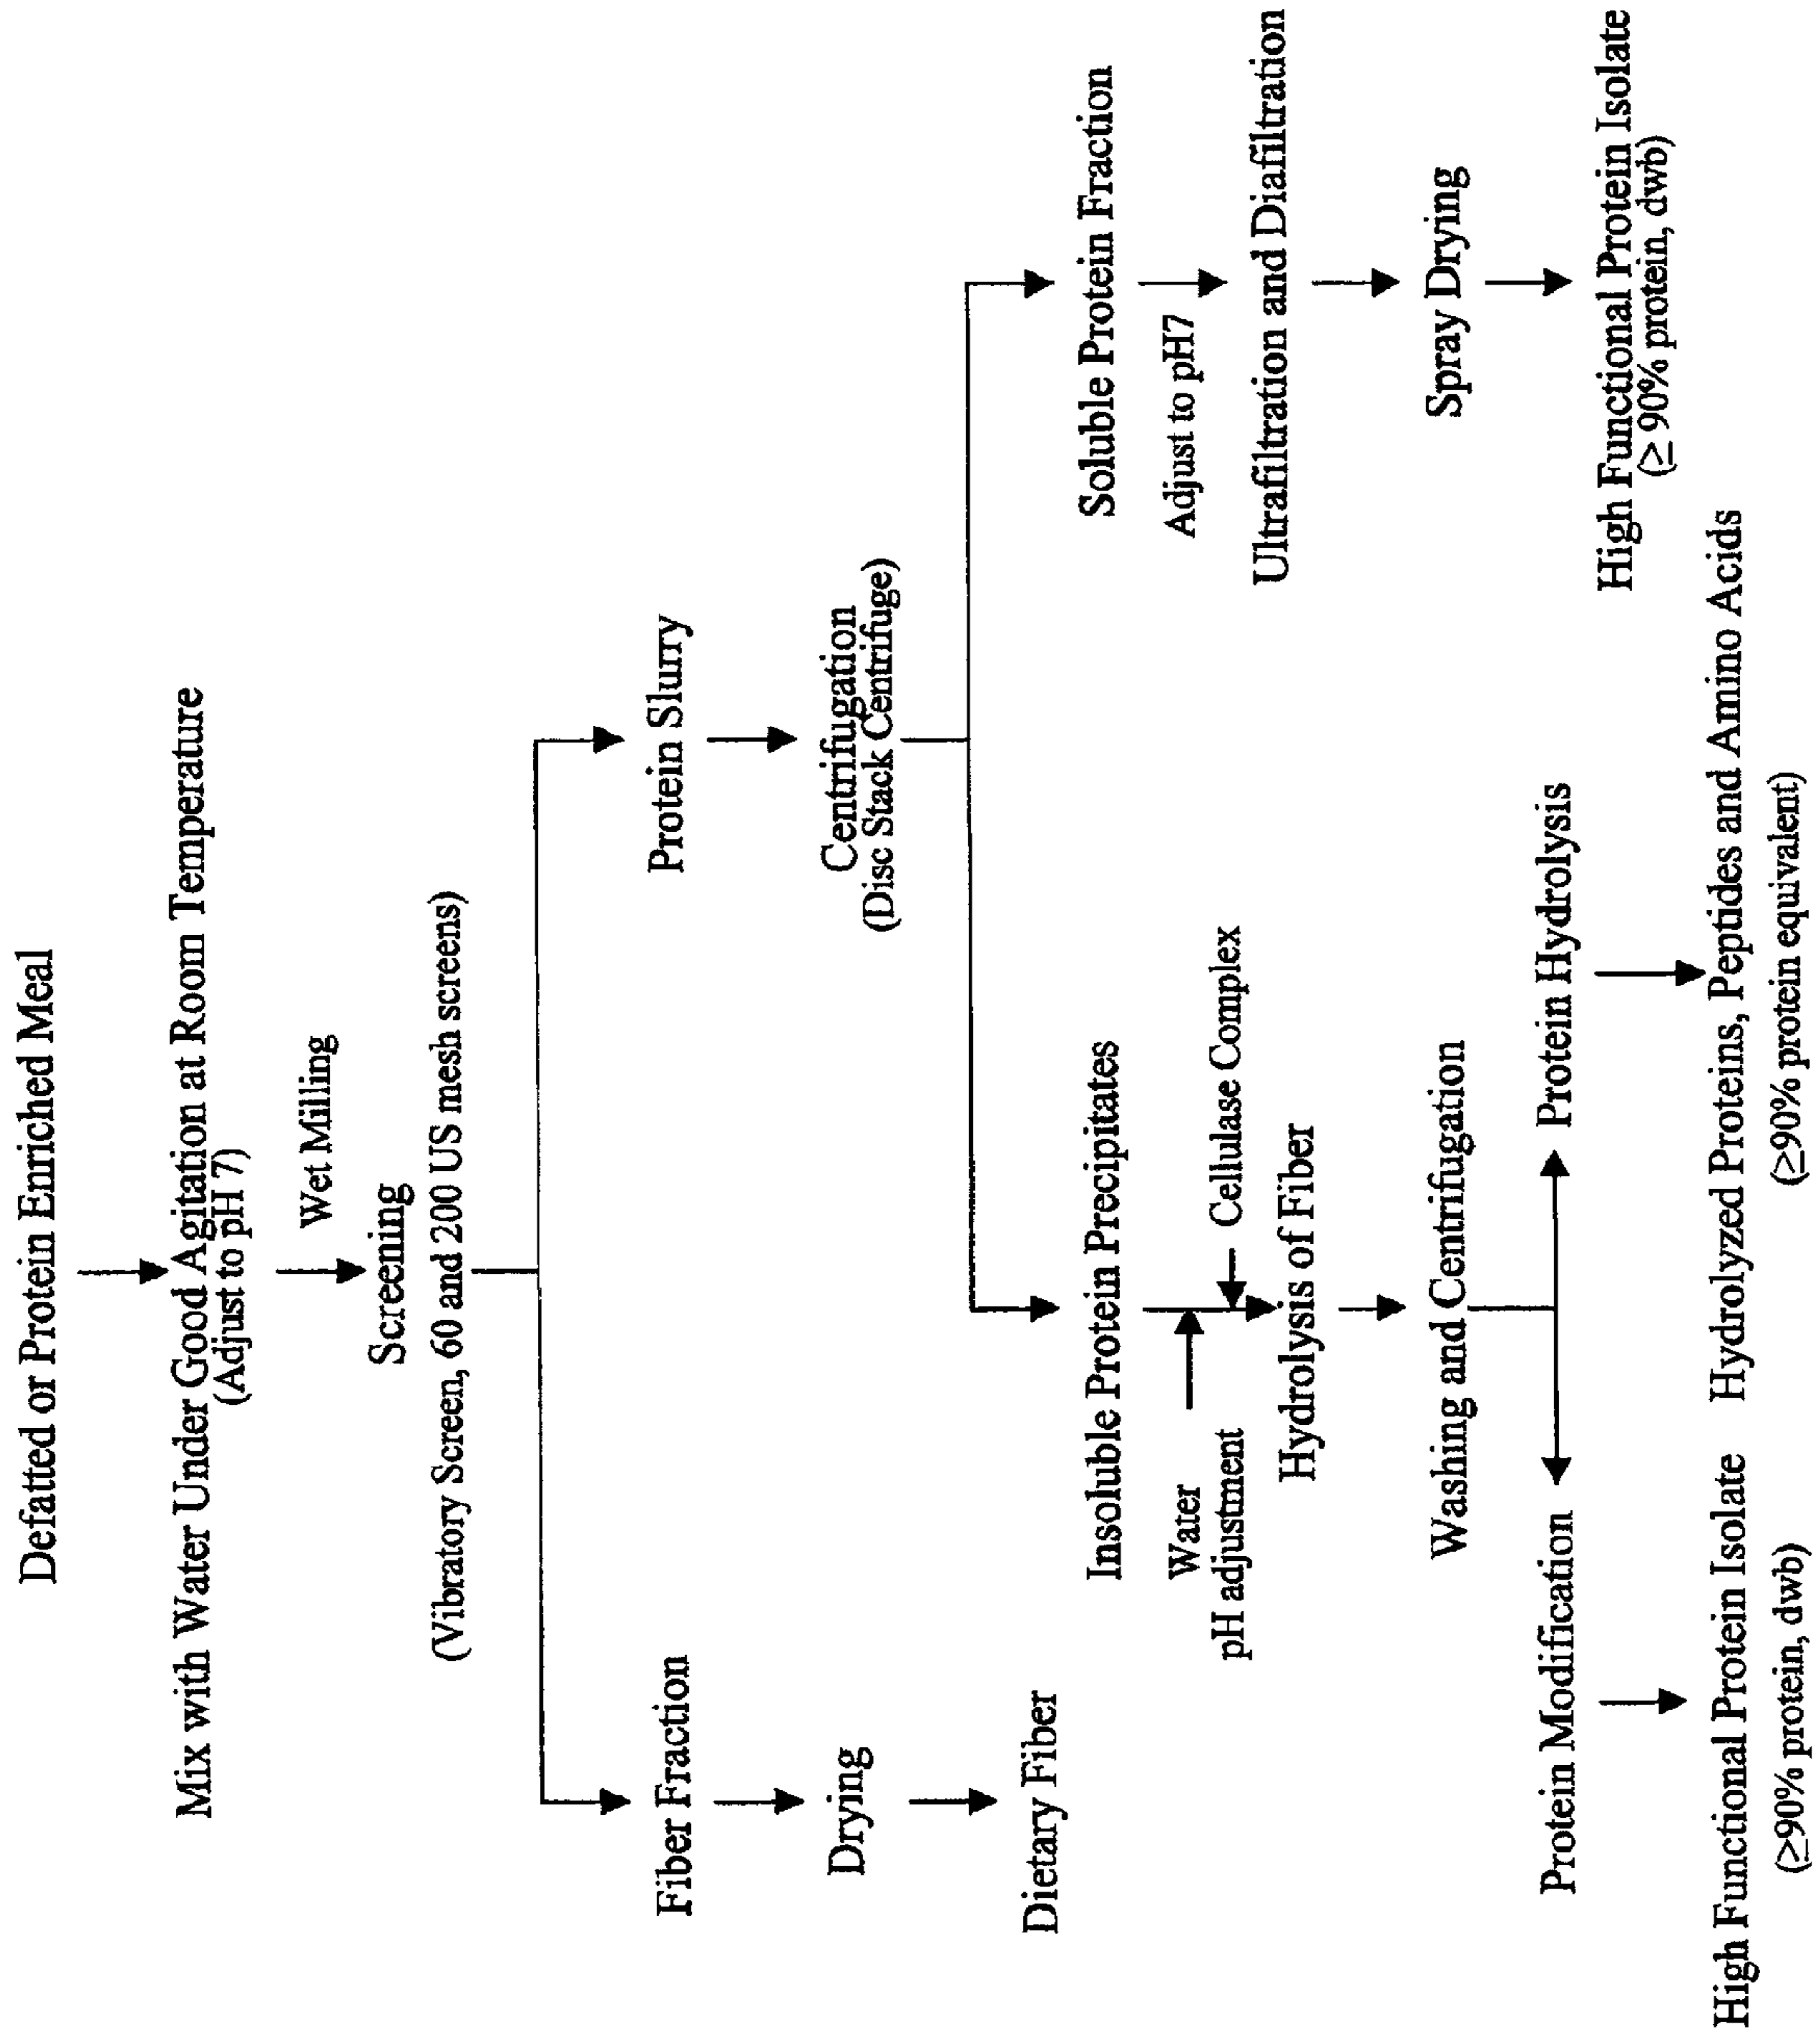 Defatted or Protein Enriched Meal
Mix with Water Under Good Agitation at Room Temperature
(Adjust to pH 7)
Wet Milling
Screening
(Vibratory Screen, 60 and 200 US mesh screens)
Fiber Fraction
Protein Slurry
Drying
Centrifugation
(Disc Stack Centrifuge)
Dietary Fiber
Insoluble Protein Precipitates
Soluble Protein Fraction
Water
pH adjustment
Cellulase Complex
Adjust to pH7
Hydrolysis of Fiber
Ultrafiltration and Diafiltration
Washing and Centrifugation
Spray Drying
Protein Modification
Protein Hydrolysis
High Functional Protein Isolate
(≥ 90% protein, dwb)
High Functional Protein Isolate
(≥90% protein, dwb)
Hydrolyzed Proteins, Peptides and Amino Acids
(≥90% protein equivalent)